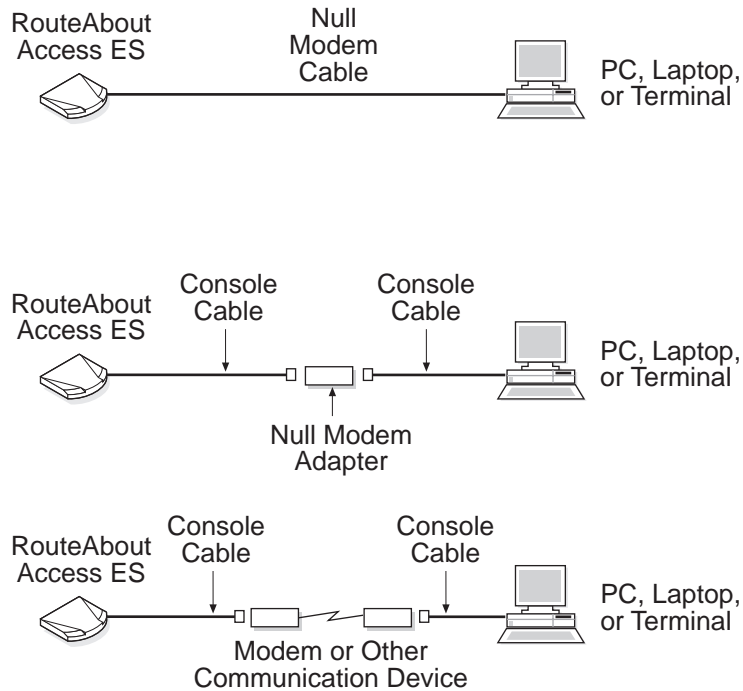 RouteAbout
Access ES
Null
Modem
Cable
PC, Laptop,
or Terminal
RouteAbout
Access ES
Console
Cable
Console
Cable
PC, Laptop,
or Terminal
Null Modem
Adapter
RouteAbout
Access ES
Console
Cable
Console
Cable
PC, Laptop,
or Terminal
Modem or Other
Communication Device